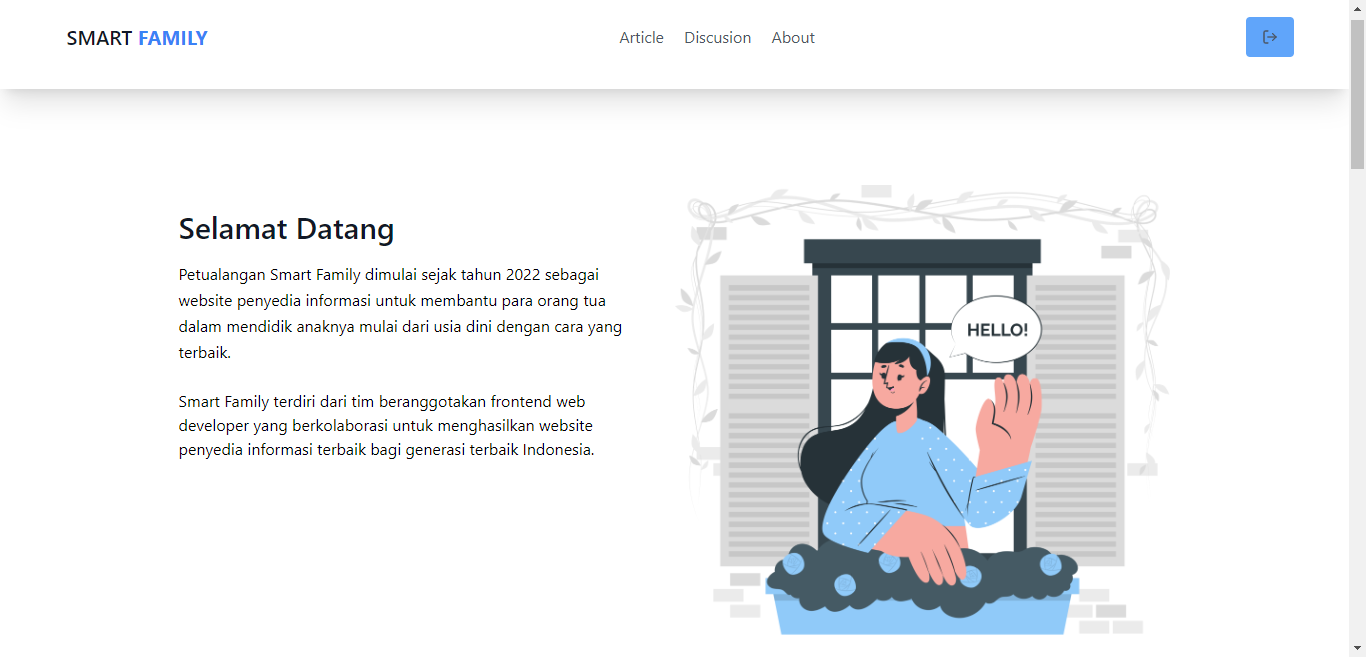 SMART FAMILY
Article Discusion About
Selamat Datang
Petualangan Smart Family dimulai sejak tahun 2022 sebagai
website penyedia informasi untuk membantu para orang tua
dalam mendidik anaknya mulai dari usia dini dengan cara yang
terbaik.
Smart Family terdiri dari tim beranggotakan frontend web
developer yang berkolaborasi untuk menghasilkan website
penyedia informasi terbaik bagi generasi terbaik Indonesia.
HELLO!